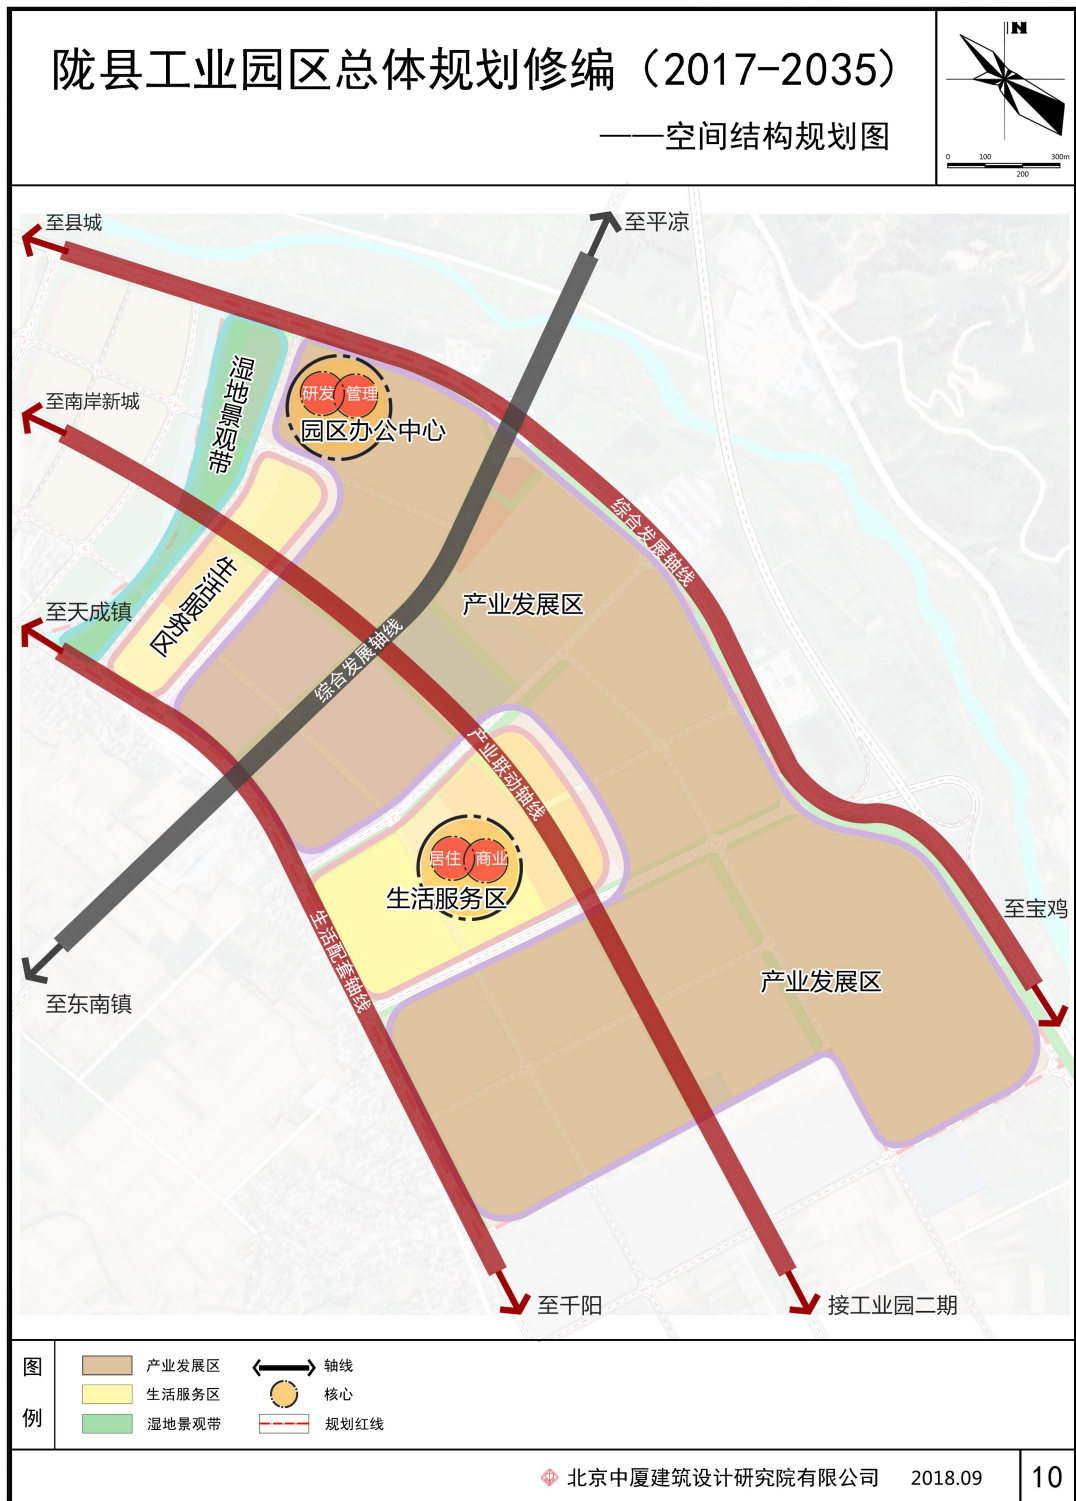 陇县工业园区总体规划修编（2017-2035）
——空间结构规划图
N
0 100 300m
200
至县城
至平凉
湿地景观带
研发 管理
园区办公中心
至南岸新城
综合发展轴线
生活服务区
产业发展区
至天成镇
综合发展轴线
产业联动轴线
居住 商业
生活服务区
至宝鸡
生活配套轴线
产业发展区
至东南镇
至千阳
接工业园二期
图例
产业发展区 轴线
生活服务区 核心
湿地景观带 规划红线
北京中厦建筑设计研究院有限公司 2018.09 10